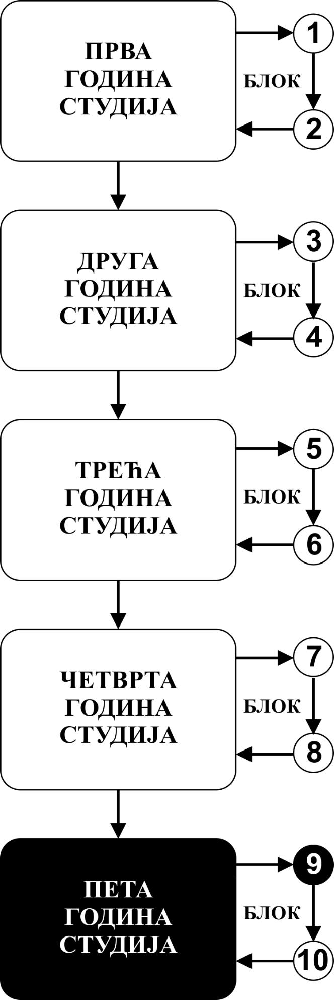 ПРВА
ГОДИНА
СТУДИЈА
1
БЛОК
2
ДРУГА
ГОДИНА
СТУДИЈА
3
БЛОК
4
ТРЕЋА
ГОДИНА
СТУДИЈА
5
БЛОК
6
ЧЕТВРТА
ГОДИНА
СТУДИЈА
7
БЛОК
8
ПЕТА
ГОДИНА
СТУДИЈА
9
БЛОК
10